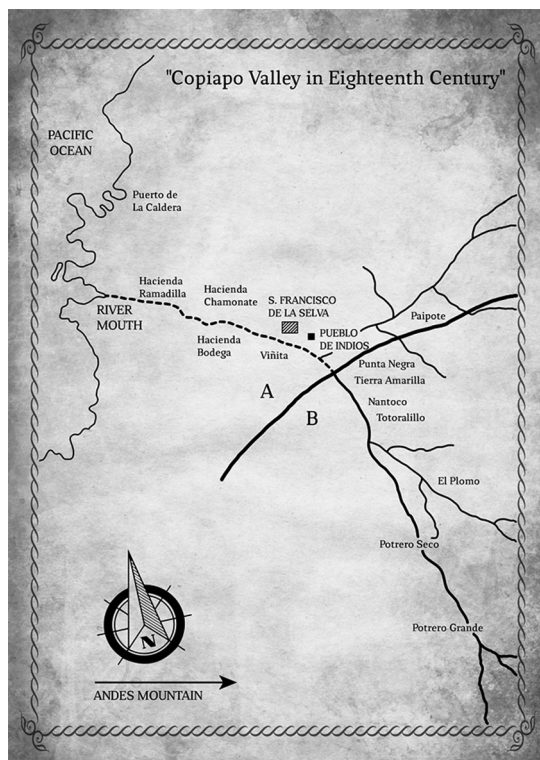 "Copiapo Valley in Eighteenth Century"
PACIFIC
OCEAN
Puerto de
La Caldera
Hacienda
Ramadilla
Hacienda
Chamonate
S. FRANCISCO
DE LA SELVA
RIVER
MOUTH
Paipote
PUEBLO
DE INDIOS
Hacienda
Bodega
Viñita
Punta Negra
Tierra Amarilla
A
B
Nantoco
Totoralillo
El Plomo
Potrero Seco
Potrero Grande
N
ANDES MOUNTAIN